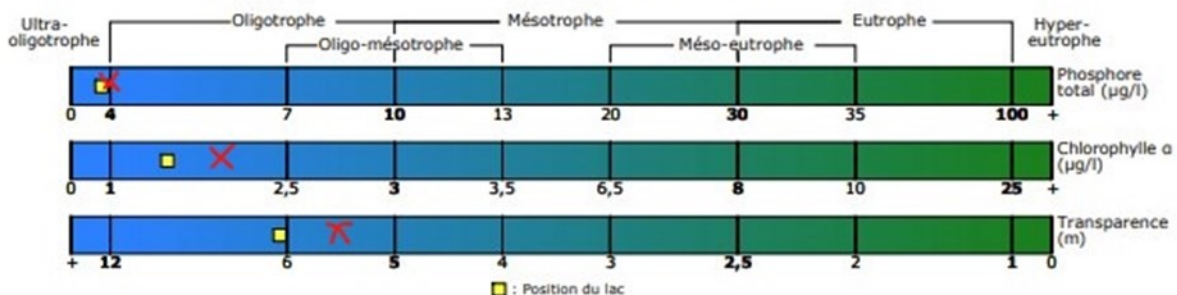 Ultra-
oligotrophe
Oligotrophe
Mésotrophe
Eutrophe
Hyper-
eutrophe
Oligo-mésotrophe
Méso-eutrophe
Phosphore
total (µg/l)
0 4 7 10 13 20 30 35 100 +
Chlorophylle α
(µg/l)
0 1 2,5 3 3,5 6,5 8 10 25 +
Transparence
(m)
+ 12 6 5 4 3 2,5 2 1 0
: Position du lac